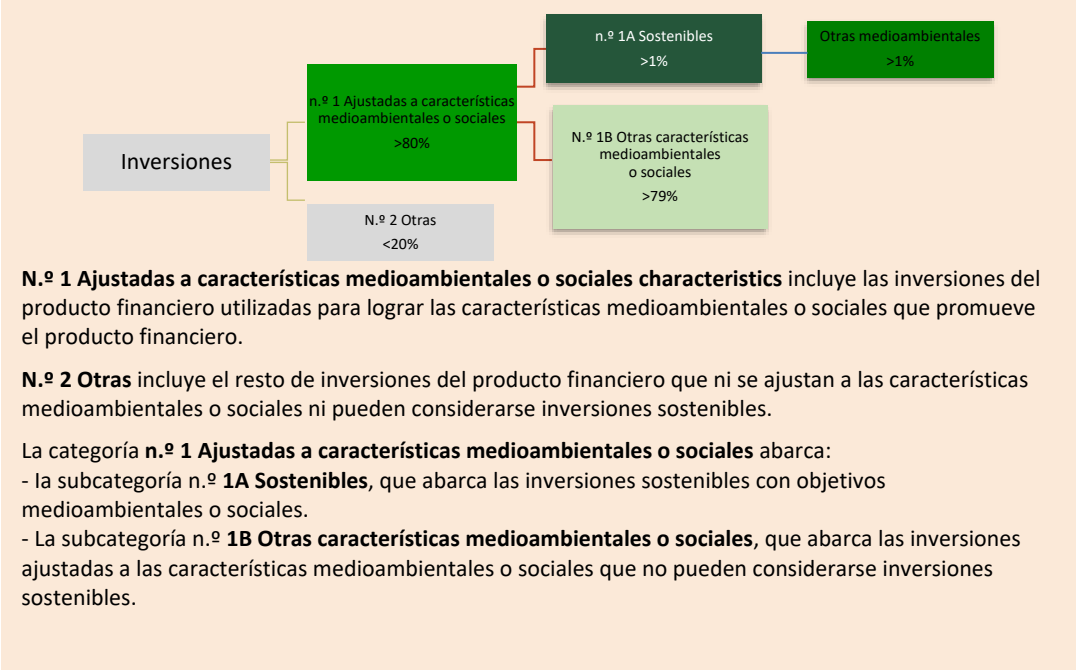 n.º 1A Sostenibles
>1%
Otras medioambientales
>1%
n.º 1 Ajustadas a características
medioambientales o sociales
>80%
N.º 1B Otras características
medioambientales
o sociales
>79%
Inversiones
N.º 2 Otras
<20%
N.º 1 Ajustadas a características medioambientales o sociales characteristics incluye las inversiones del
producto financiero utilizadas para lograr las características medioambientales o sociales que promueve
el producto financiero.
N.º 2 Otras incluye el resto de inversiones del producto financiero que ni se ajustan a las características
medioambientales o sociales ni pueden considerarse inversiones sostenibles.
La categoría n.º 1 Ajustadas a características medioambientales o sociales abarca:
- la subcategoría n.º 1A Sostenibles, que abarca las inversiones sostenibles con objetivos
medioambientales o sociales.
- La subcategoría n.º 1B Otras características medioambientales o sociales, que abarca las inversiones
ajustadas a las características medioambientales o sociales que no pueden considerarse inversiones
sostenibles.